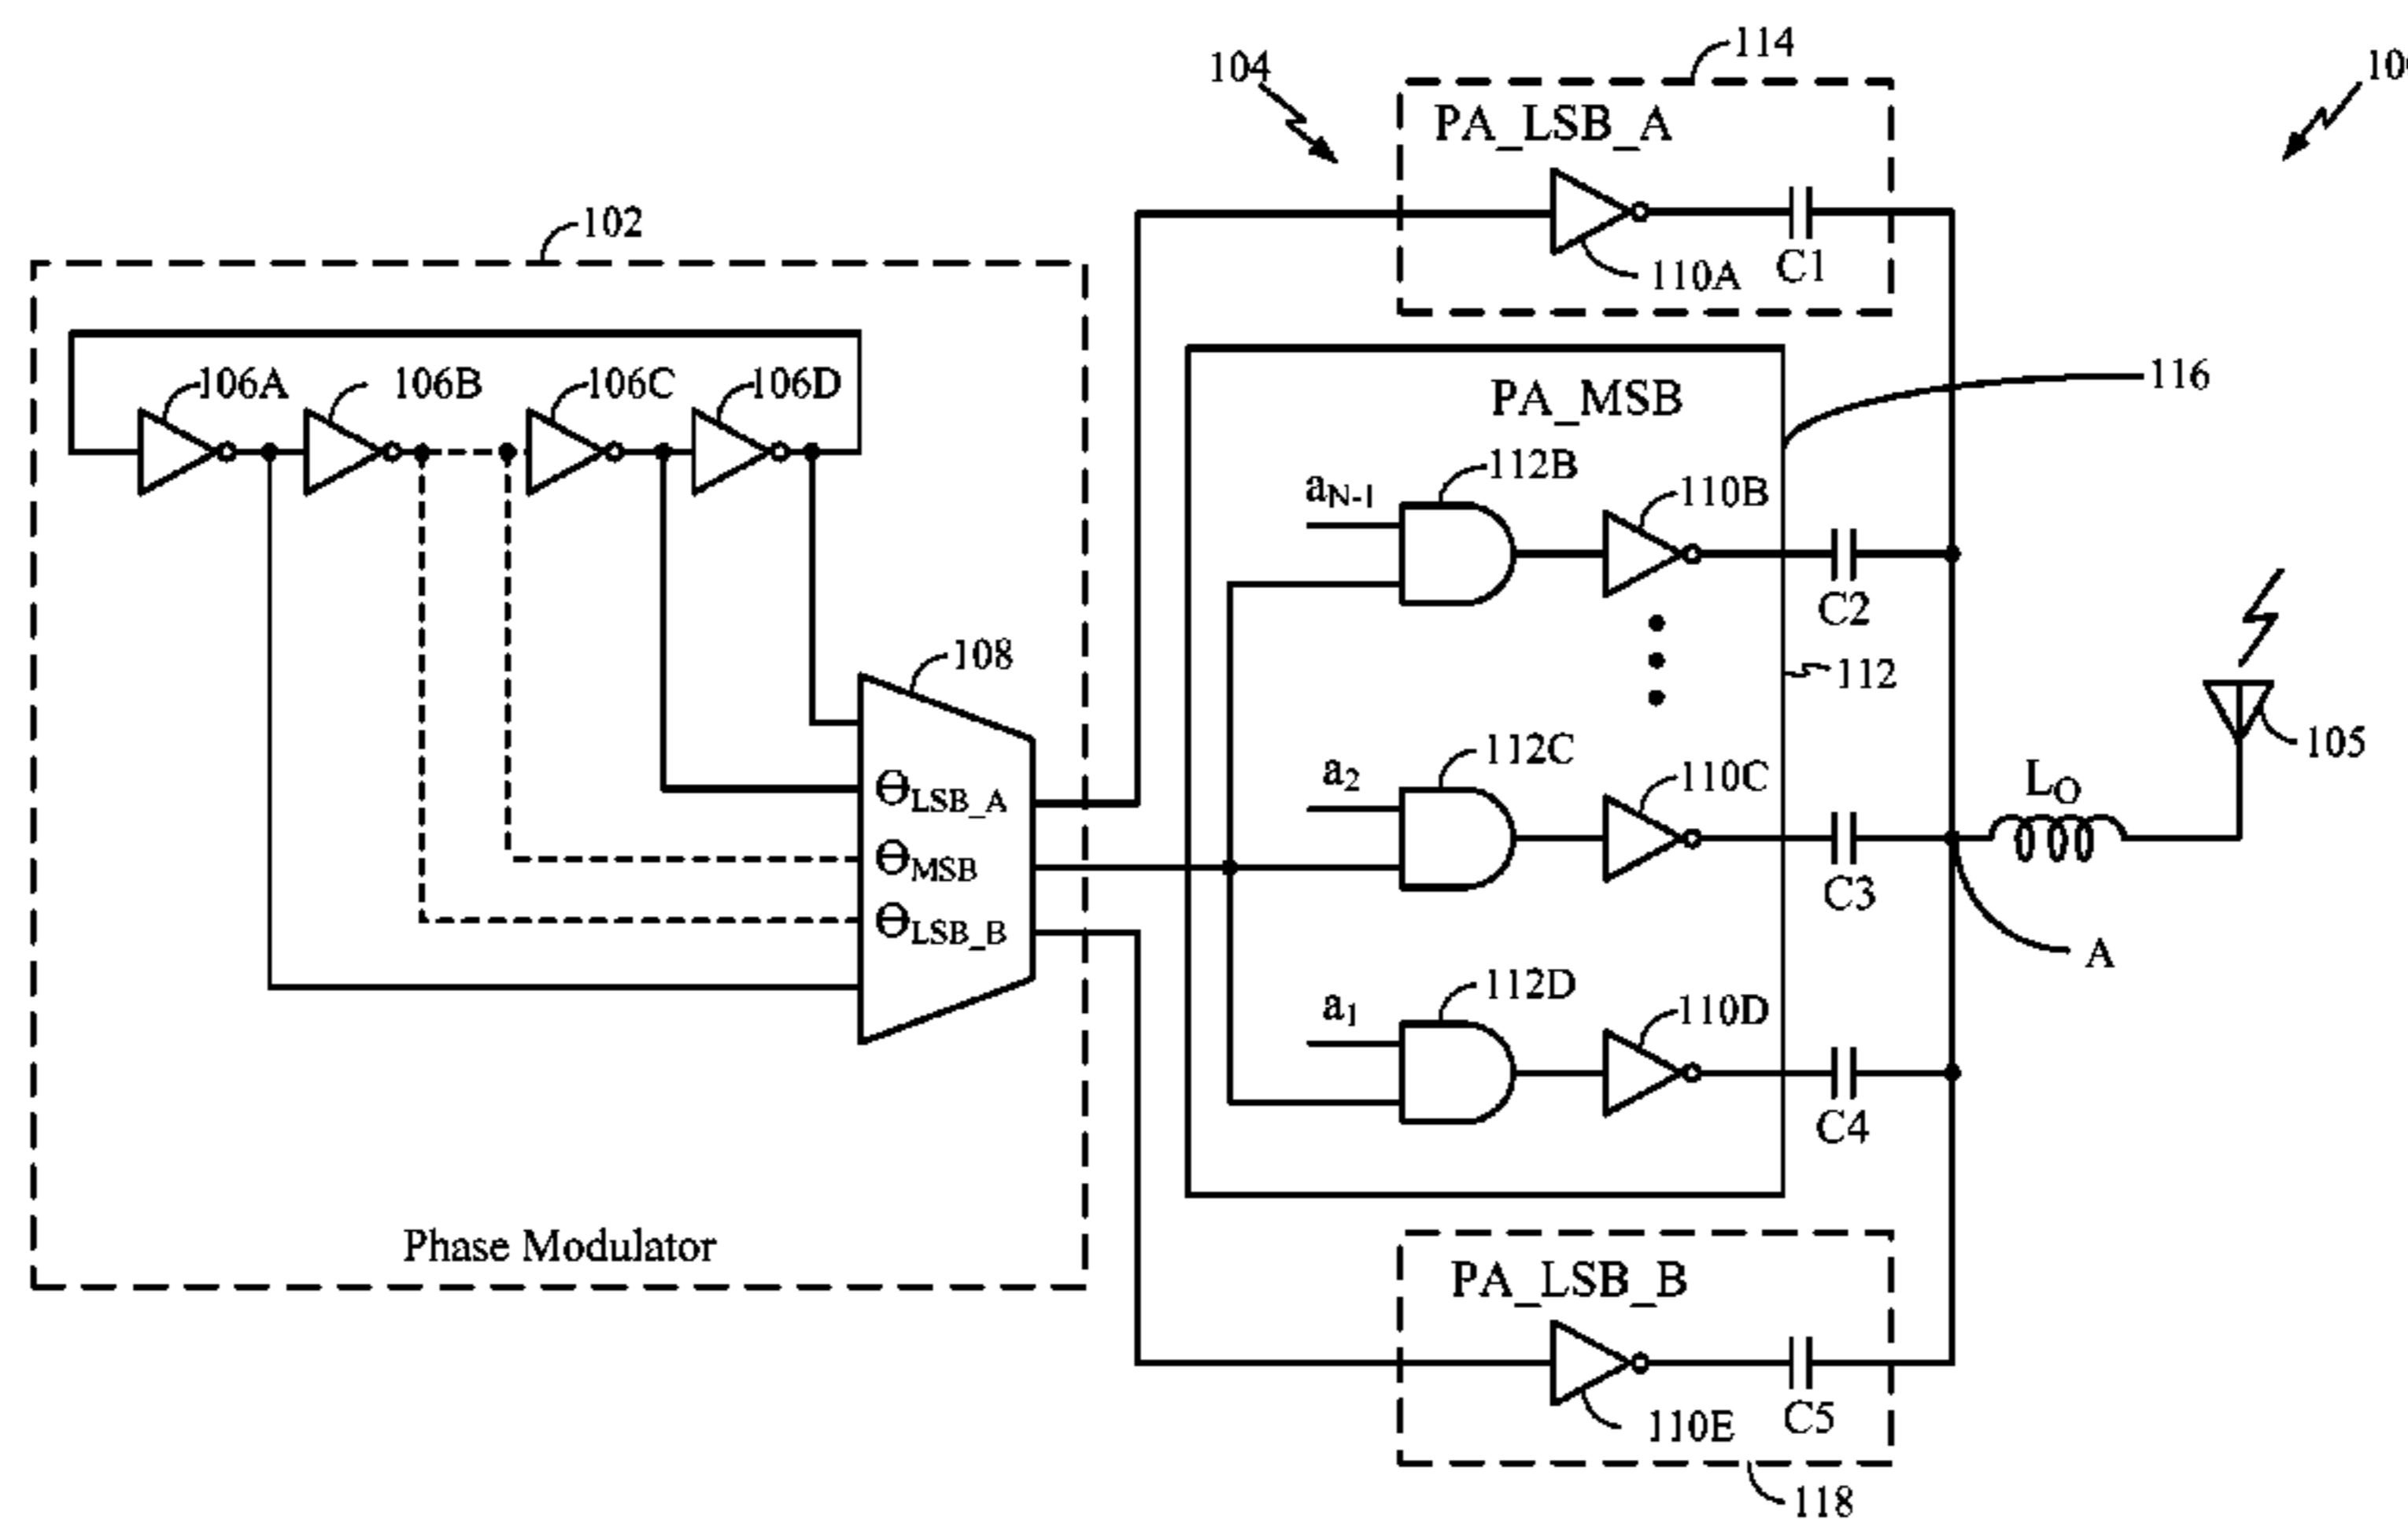 114
104
10
PA_LSB_A
102
110A
C1
106A
106B
106C
106D
116
PA_MSB
112B
aN-1
110B
C2
108
112
112C
110C
a2
105
LO
ΘLSB_A
ΘMSB
C3
ΘLSB_B
A
112D
110D
a1
C4
Phase Modulator
PA_LSB_B
110E
C5
118